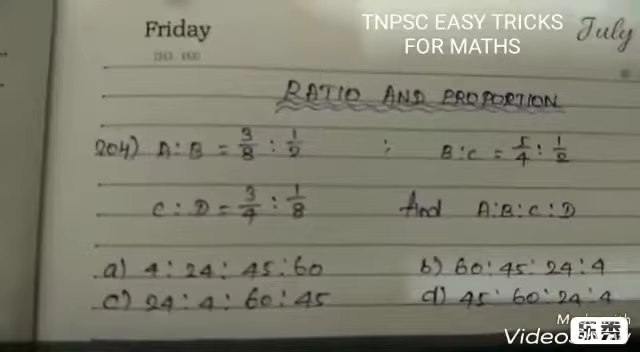 Friday
TNPSC EASY TRICKS
FOR MATHS
July
RATIO AND PROPORTION
204) A:B = 3/8 : 1/2 ; B:C = 5/4 : 1/2
C:D = 3/4 : 1/8 And A:B:C:D
a) 4:24:45:60 b) 60:45:24:4
c) 24:4:60:45 d) 45:60:24:4